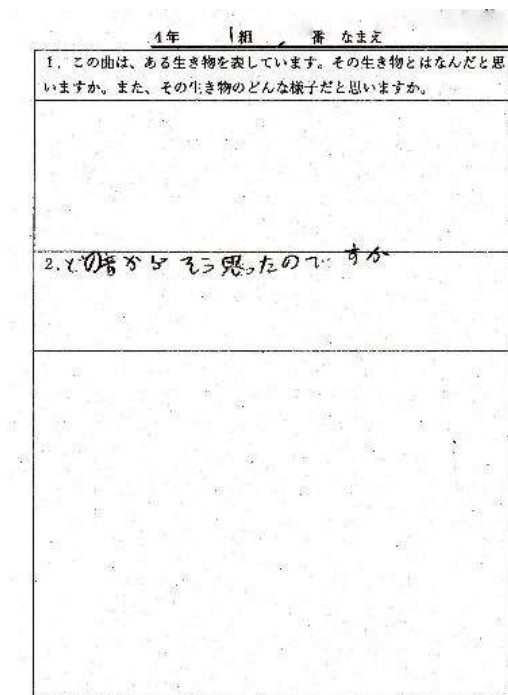 4年 1組 番 なまえ
1．この曲は、ある生き物を表しています。その生き物とはなんだと思
いますか。また、その生き物のどんな様子だと思いますか。
2.どの音からそう思ったのですか